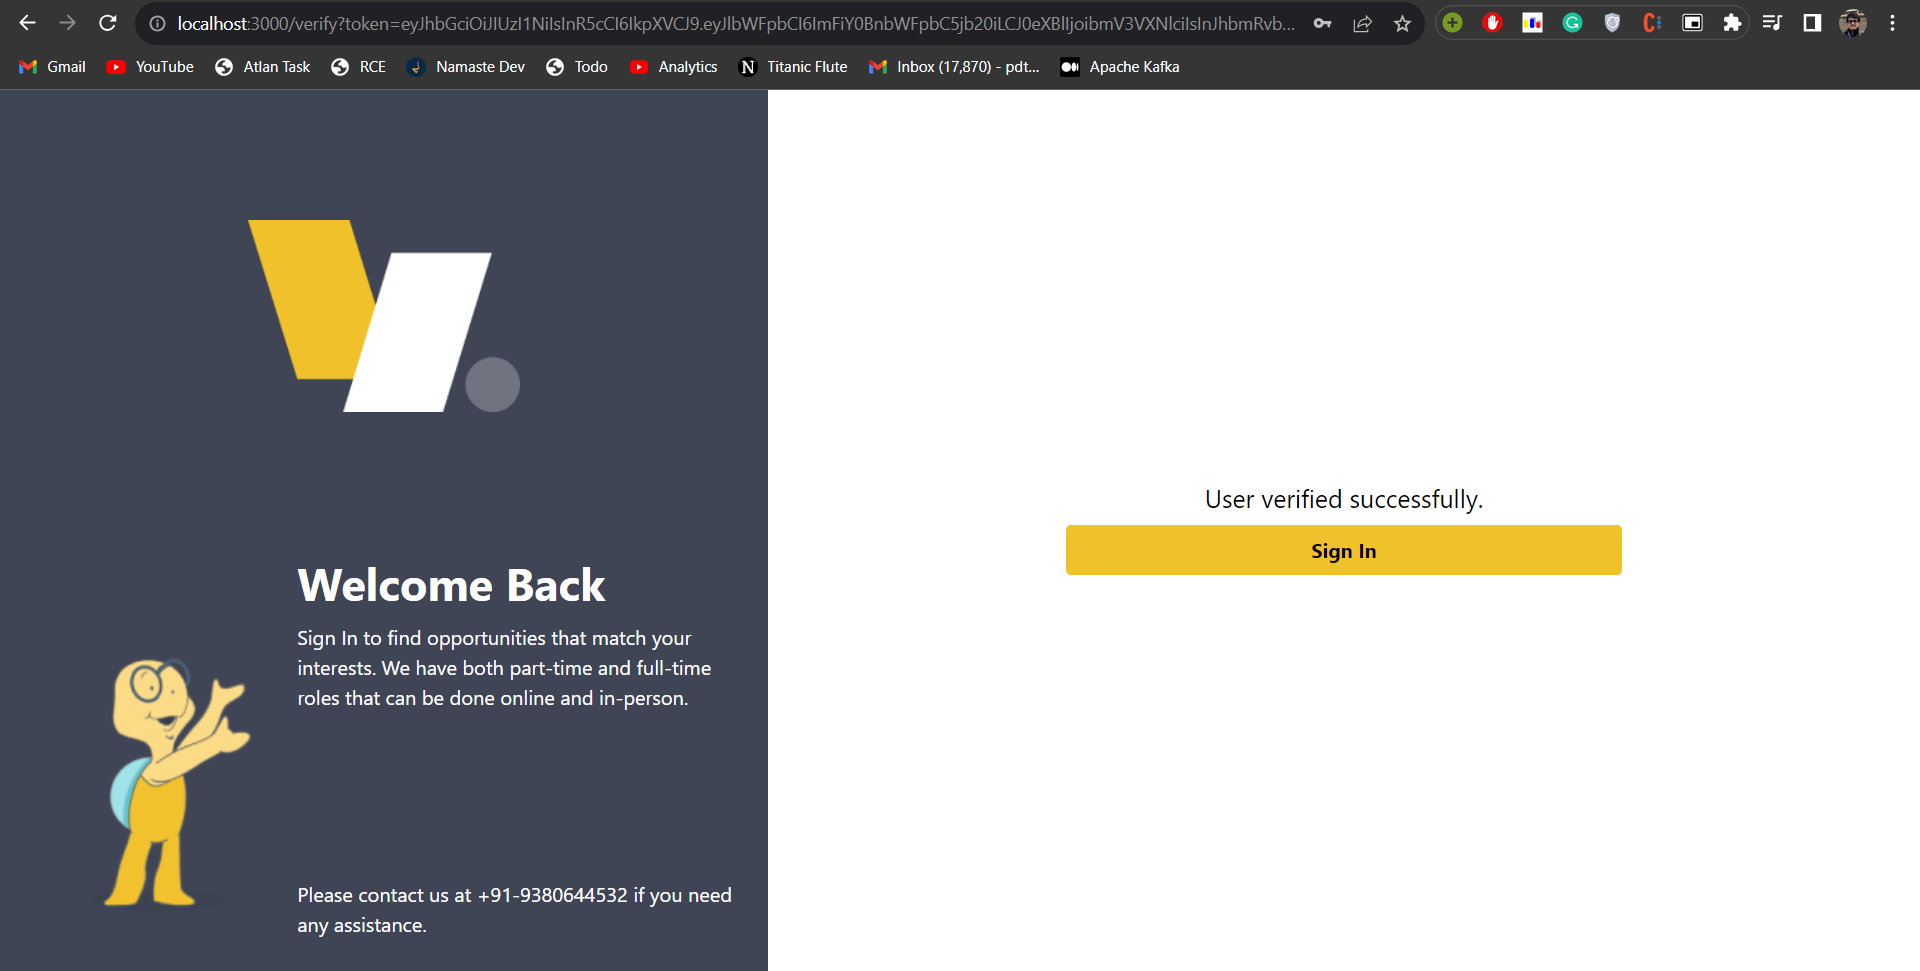 localhost:3000/verify?token=eyJhbGciOiJIUzI1NiIsInR5cCI6IkpXVCJ9.eyJlbWFpbCI6ImFiY0BnbWFpbC5jb20iLCJ0eXBlIjoibmV3VXNlciIsInJhbmRvb...
Gmail YouTube Atlan Task RCE Namaste Dev Todo Analytics Titanic Flute Inbox (17,870) - pdt... Apache Kafka
Welcome Back
Sign In to find opportunities that match your
interests. We have both part-time and full-time
roles that can be done online and in-person.
Please contact us at +91-9380644532 if you need
any assistance.
User verified successfully.
Sign In